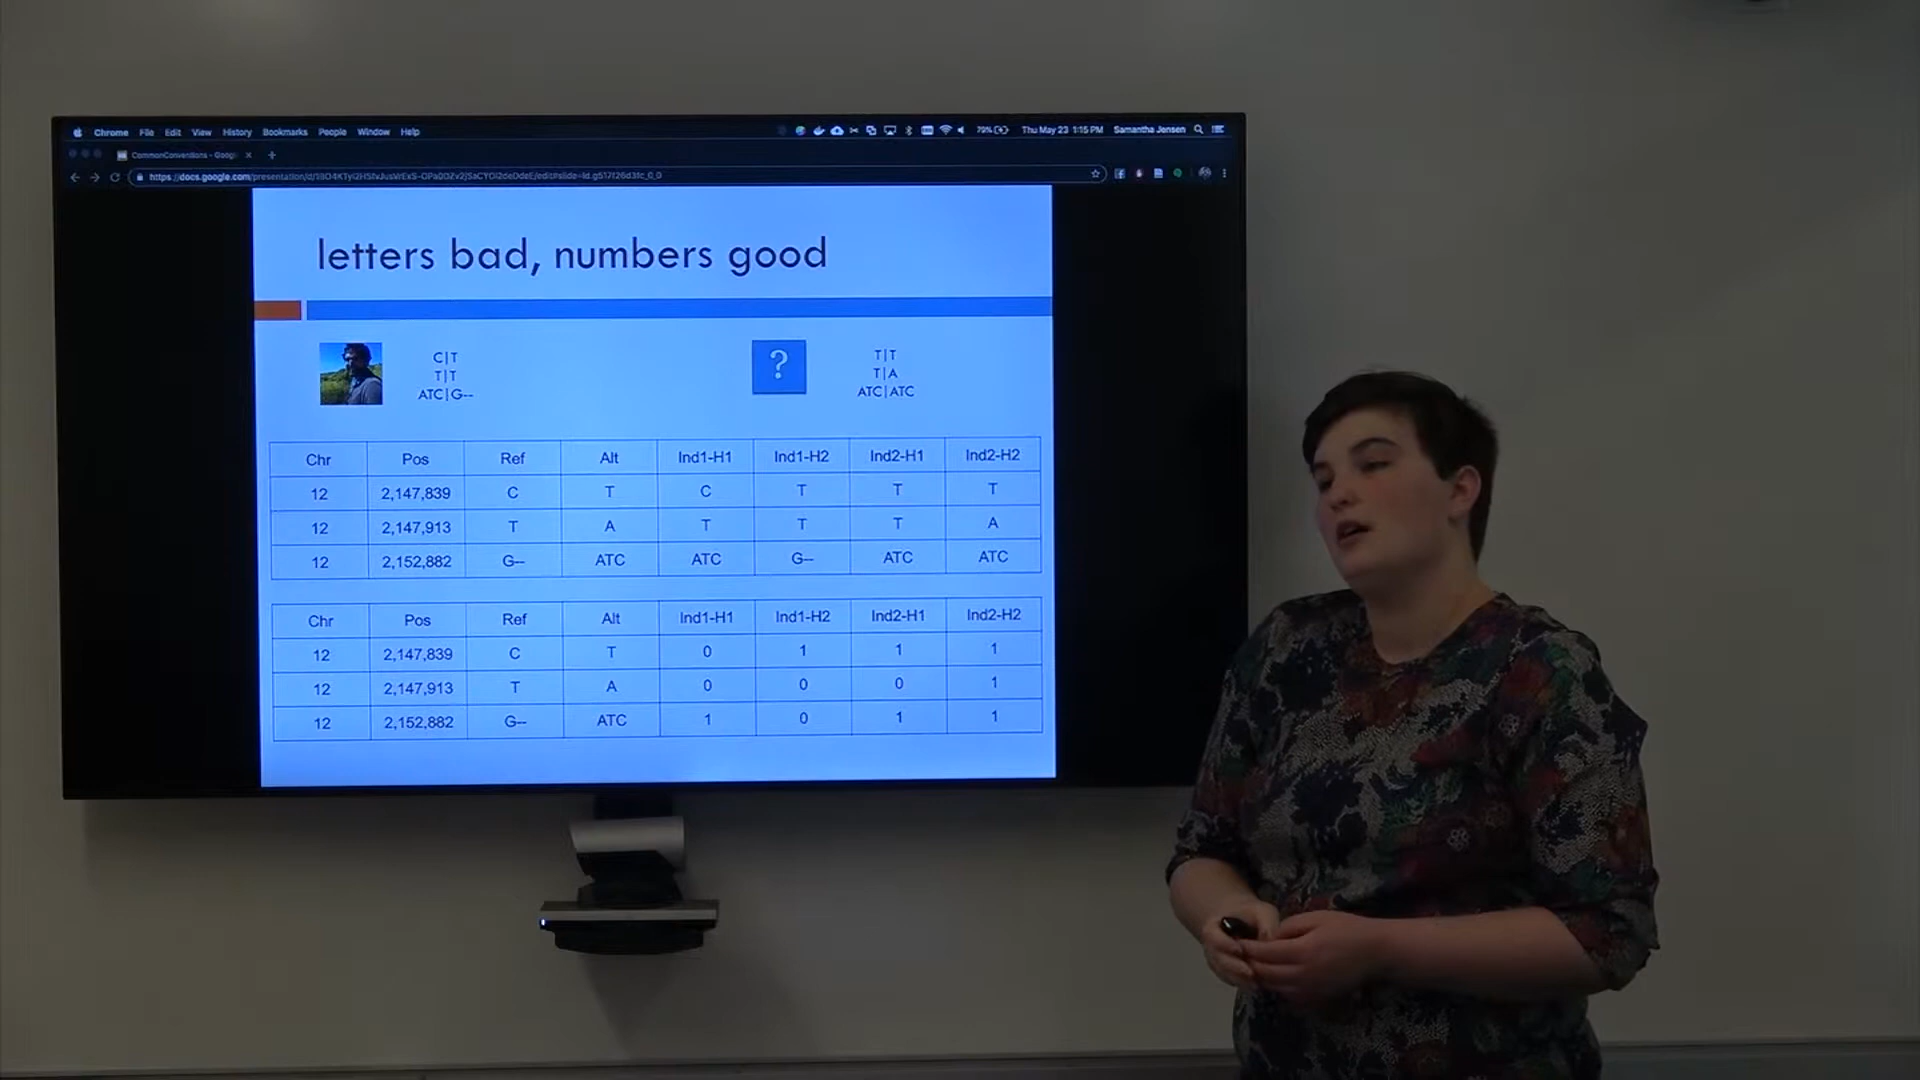 Chrome File Edit View History Bookmarks People Window Help 79% Thu May 23 1:15 PM Samantha Jensen
CommonConventions - Googl
letters bad, numbers good
C|T
T|T
ATC|G--
?
T|T
T|A
ATC|ATC
Chr Pos Ref Alt Ind1-H1 Ind1-H2 Ind2-H1 Ind2-H2
12 2,147,839 C T C T T T
12 2,147,913 T A T T T A
12 2,152,882 G-- ATC ATC G-- ATC ATC
Chr Pos Ref Alt Ind1-H1 Ind1-H2 Ind2-H1 Ind2-H2
12 2,147,839 C T 0 1 1 1
12 2,147,913 T A 0 0 0 1
12 2,152,882 G-- ATC 1 0 1 1